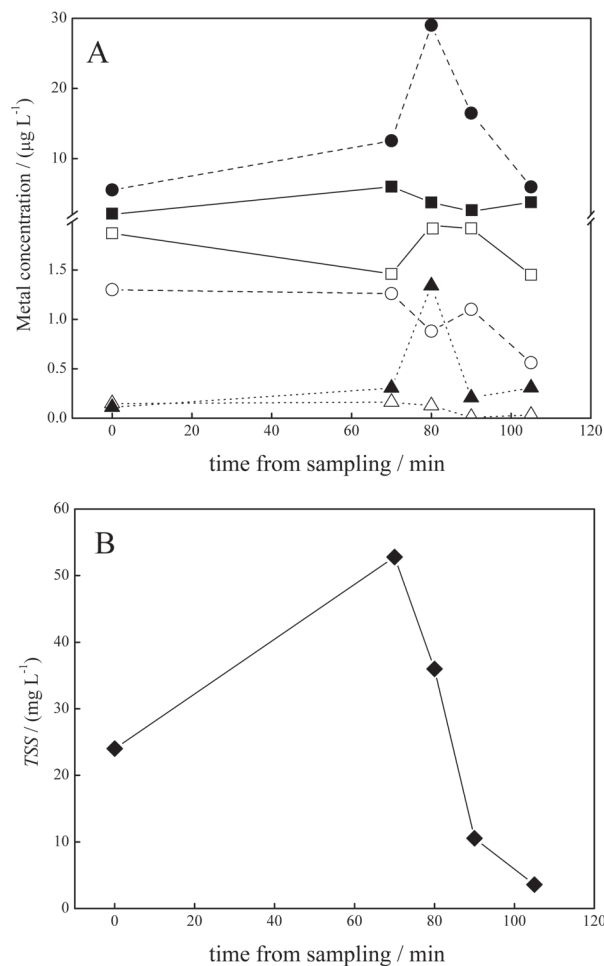 A
Metal concentration / (μg L⁻¹)
30
20
10
1.5
1.0
0.5
0.0
0 20 40 60 80 100 120
time from sampling / min
B
TSS / (mg L⁻¹)
60
50
40
30
20
10
0
0 20 40 60 80 100 120
time from sampling / min